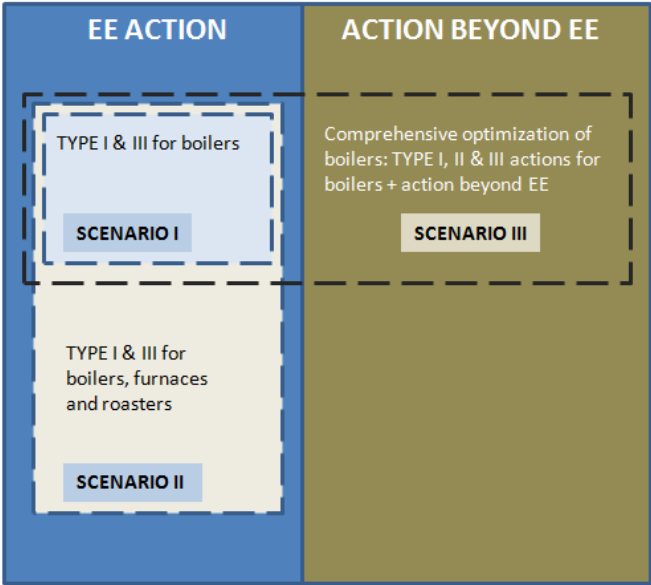 EE ACTION
ACTION BEYOND EE
TYPE I & III for boilers
SCENARIO I
Comprehensive optimization of
boilers: TYPE I, II & III actions for
boilers + action beyond EE
SCENARIO III
TYPE I & III for
boilers, furnaces
and roasters
SCENARIO II